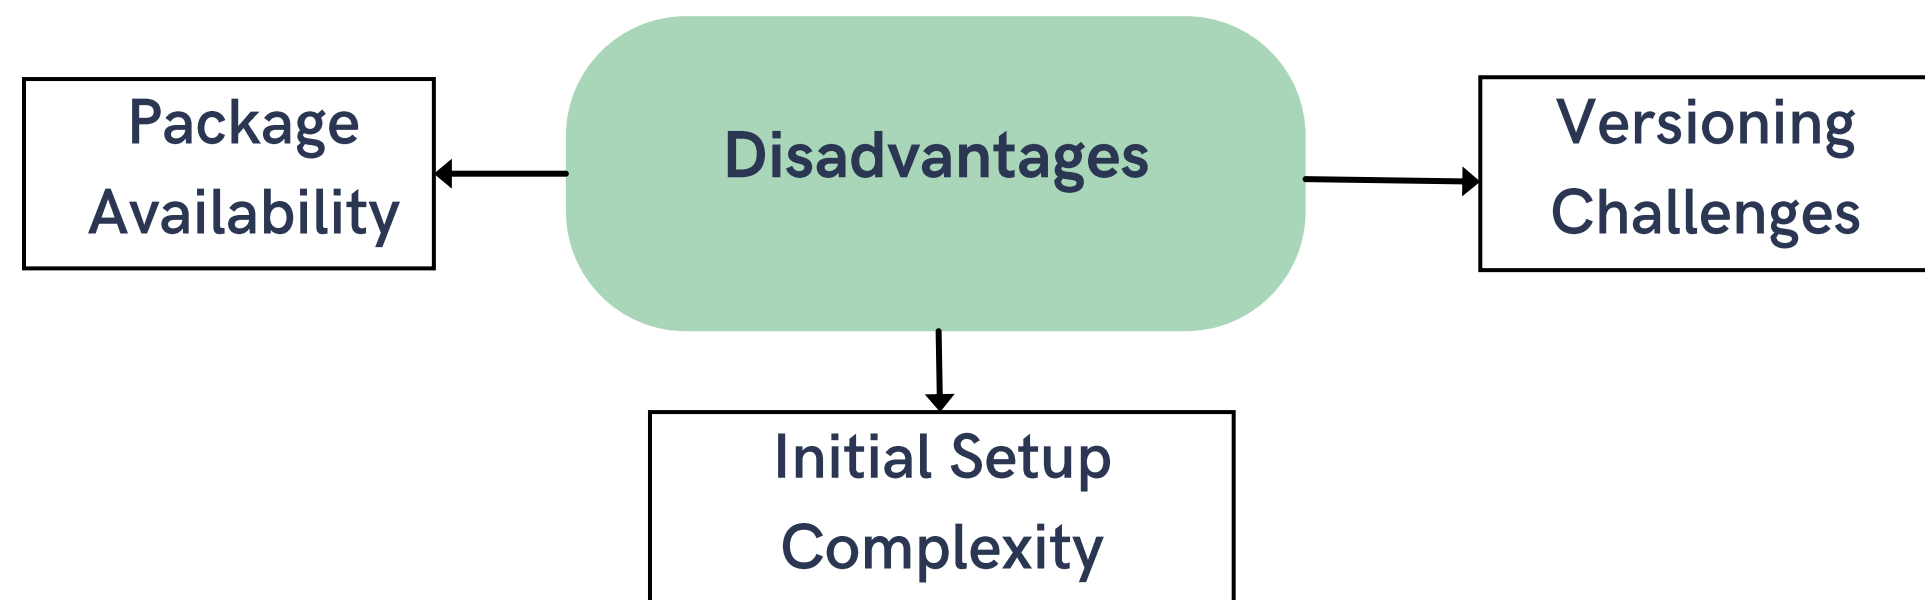 Disadvantages
Package
Availability
Versioning
Challenges
Initial Setup
Complexity